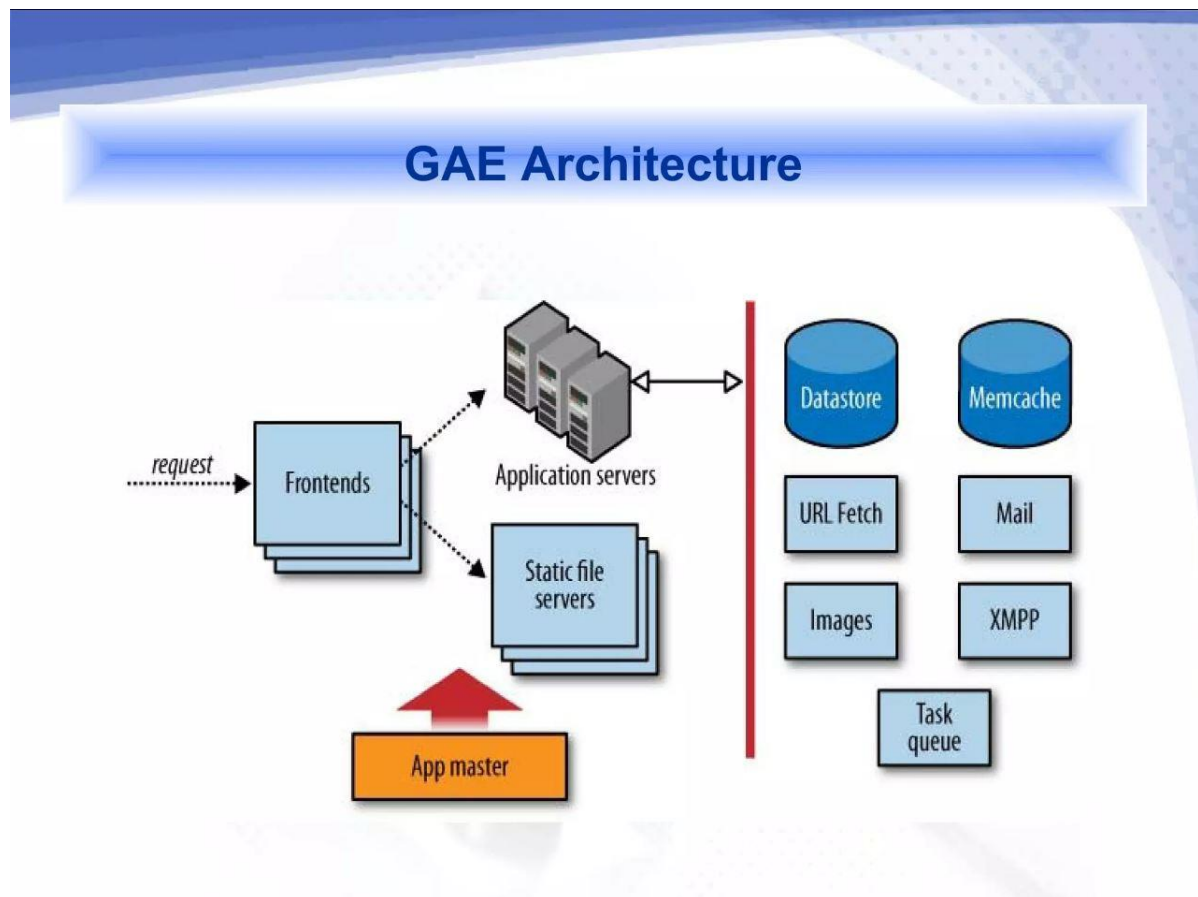 GAE Architecture
request
Frontends
Application servers
Static file
servers
App master
Datastore
Memcache
URL Fetch
Mail
Images
XMPP
Task
queue